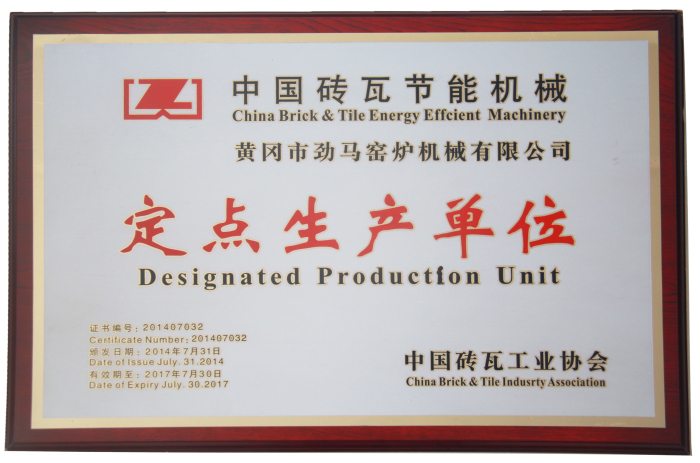 中国砖瓦节能机械
China Brick & Tile Energy Effcient Machinery
黄冈市劲马窑炉机械有限公司
定点生产单位
Designated Production Unit
证书编号：201407032
Certificate Number：201407032
颁发日期：2014年7月31日
Date of Issue July. 31.2014
有效期至：2017年7月30日
Date of Expiry July. 30.2017
中国砖瓦工业协会
China Brick & Tile Indusrty Association